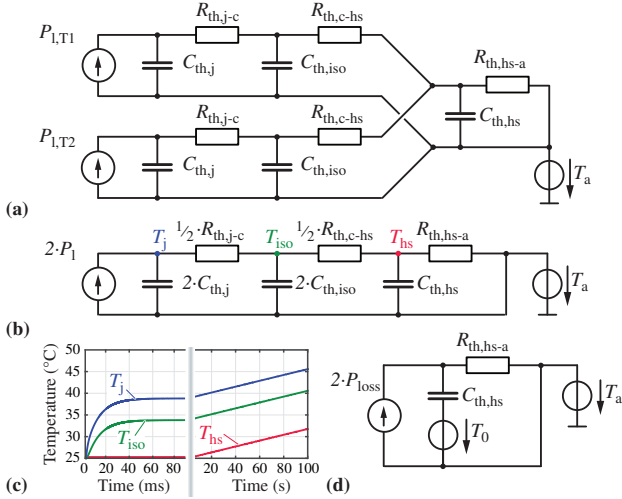 (a)
P_l,T1
R_th,j-c
R_th,c-hs
C_th,j
C_th,iso
R_th,hs-a
C_th,hs
T_a
P_l,T2
R_th,j-c
R_th,c-hs
C_th,j
C_th,iso
(b)
2·P_l
T_j
½·R_th,j-c
T_iso
½·R_th,c-hs
T_hs
R_th,hs-a
2·C_th,j
2·C_th,iso
C_th,hs
T_a
(c)
Temperature (°C)
50
45
40
35
30
25
T_j
T_iso
T_hs
0 20 40 60 80
0 20 40 60 80 100
Time (ms)
Time (s)
(d)
2·P_loss
R_th,hs-a
C_th,hs
T_0
T_a